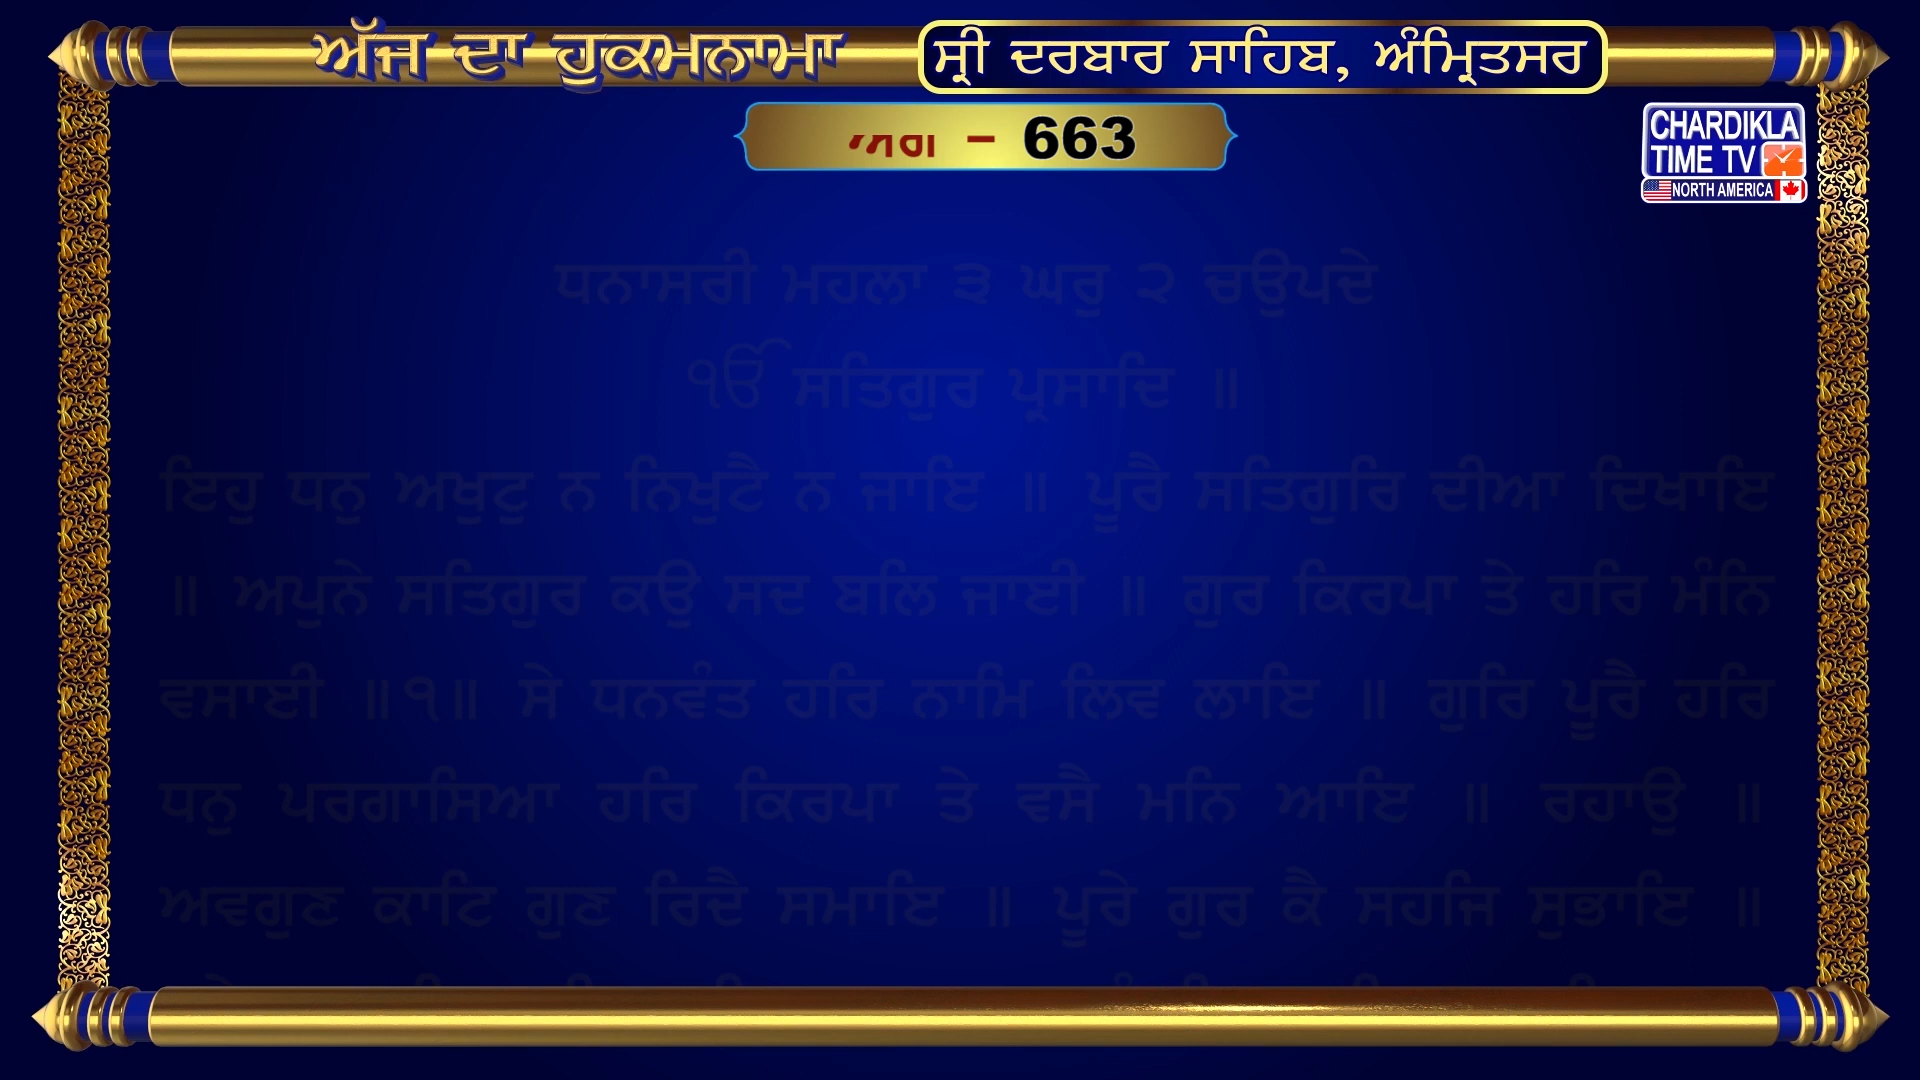 ਅੱਜ ਦਾ ਹੁਕਮਨਾਮਾ
ਸ੍ਰੀ ਦਰਬਾਰ ਸਾਹਿਬ, ਅੰਮ੍ਰਿਤਸਰ
– 663
CHARDIKLA
TIME TV
NORTH AMERICA
ਧਨਾਸਰੀ ਮਹਲਾ ੩ ਘਰੁ ੨ ਚਉਪਦੇ
ੴ ਸਤਿਗੁਰ ਪ੍ਰਸਾਦਿ ॥
ਇਹੁ ਧਨੁ ਅਖੁਟੁ ਨ ਨਿਖੁਟੈ ਨ ਜਾਇ ॥ ਪੂਰੈ ਸਤਿਗੁਰਿ ਦੀਆ ਦਿਖਾਇ
॥ ਅਪੁਨੇ ਸਤਿਗੁਰ ਕਉ ਸਦ ਬਲਿ ਜਾਈ ॥ ਗੁਰ ਕਿਰਪਾ ਤੇ ਹਰਿ ਮੰਨਿ
ਵਸਾਈ ॥੧॥ ਸੇ ਧਨਵੰਤ ਹਰਿ ਨਾਮਿ ਲਿਵ ਲਾਇ ॥ ਗੁਰਿ ਪੂਰੈ ਹਰਿ
ਧਨੁ ਪਰਗਾਸਿਆ ਹਰਿ ਕਿਰਪਾ ਤੇ ਵਸੈ ਮਨਿ ਆਇ ॥ ਰਹਾਉ ॥
ਅਵਗੁਣ ਕਾਟਿ ਗੁਣ ਰਿਦੈ ਸਮਾਇ ॥ ਪੂਰੇ ਗੁਰ ਕੈ ਸਹਜਿ ਸੁਭਾਇ ॥